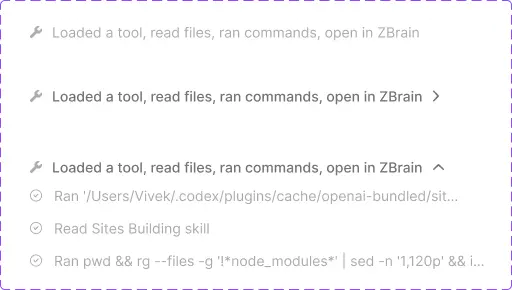 Loaded a tool, read files, ran commands, open in ZBrain
Loaded a tool, read files, ran commands, open in ZBrain
Loaded a tool, read files, ran commands, open in ZBrain
Ran '/Users/Vivek/.codex/plugins/cache/openai-bundled/sit...
Read Sites Building skill
Ran pwd && rg --files -g '!*node_modules*' | sed -n '1,120p' && i...